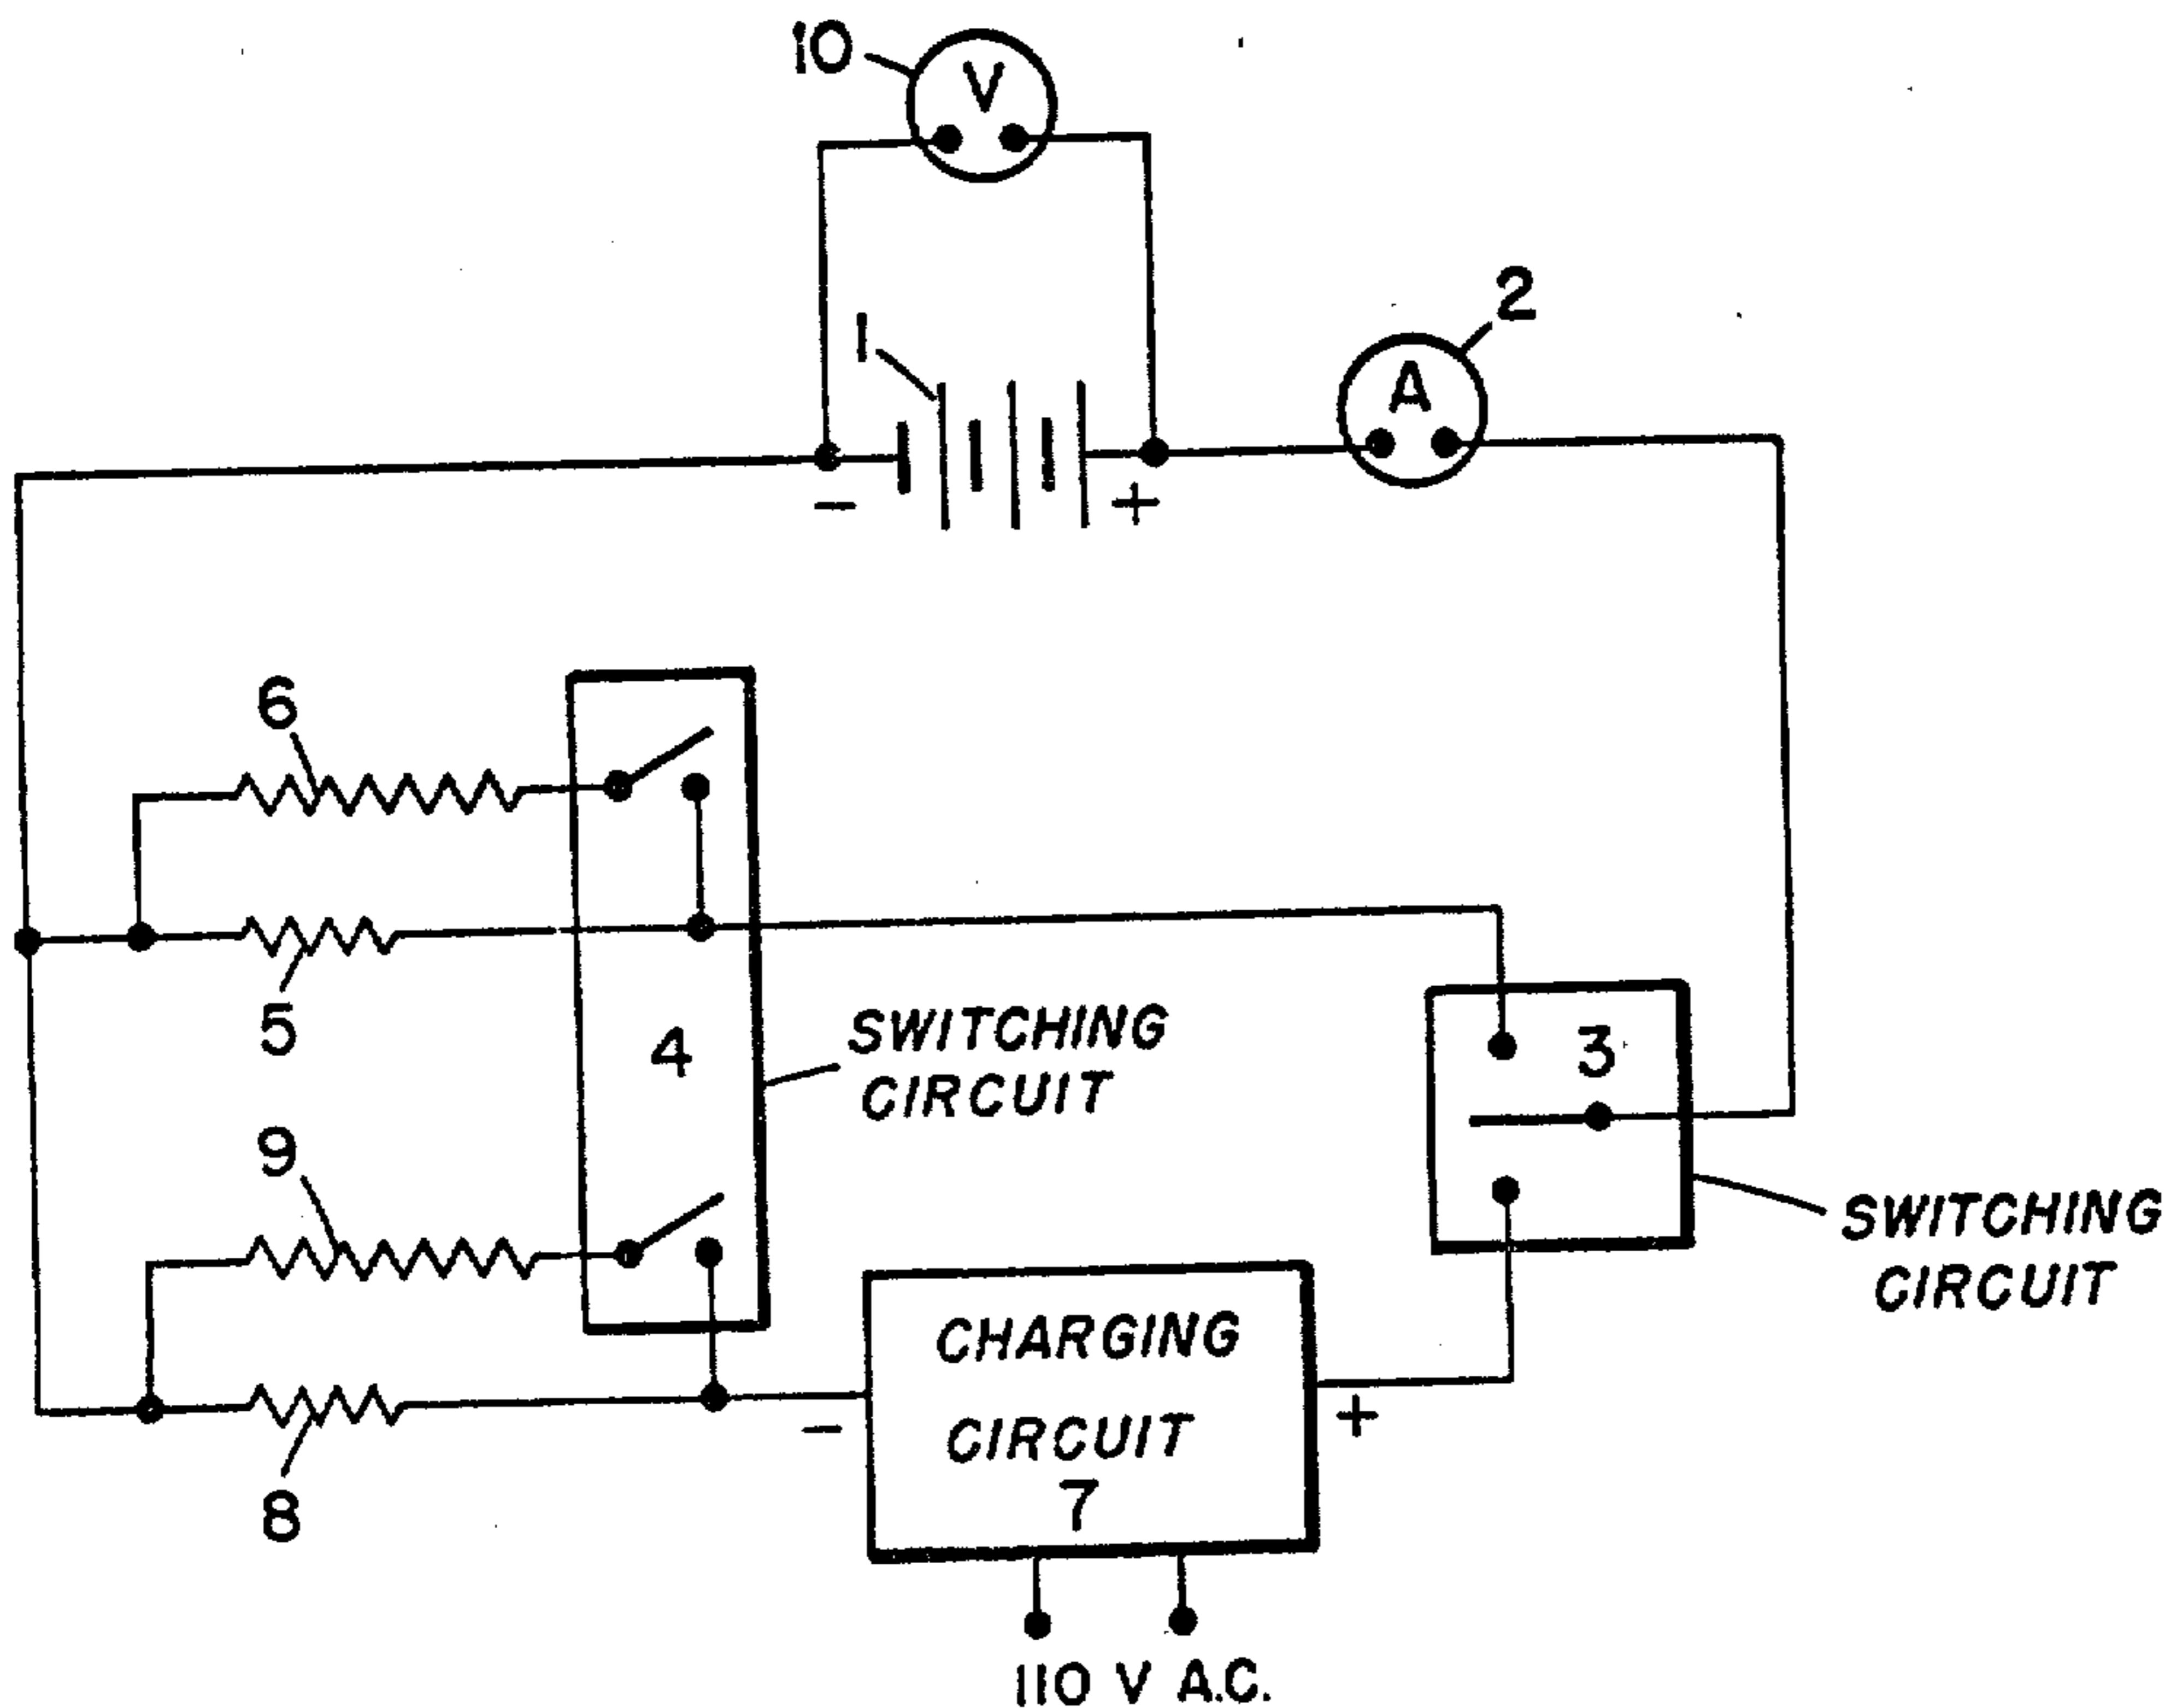 10
V
2
1
A
−
+
6
5
SWITCHING
CIRCUIT
4
3
9
SWITCHING
CIRCUIT
CHARGING
CIRCUIT
7
−
+
8
110 V A.C.